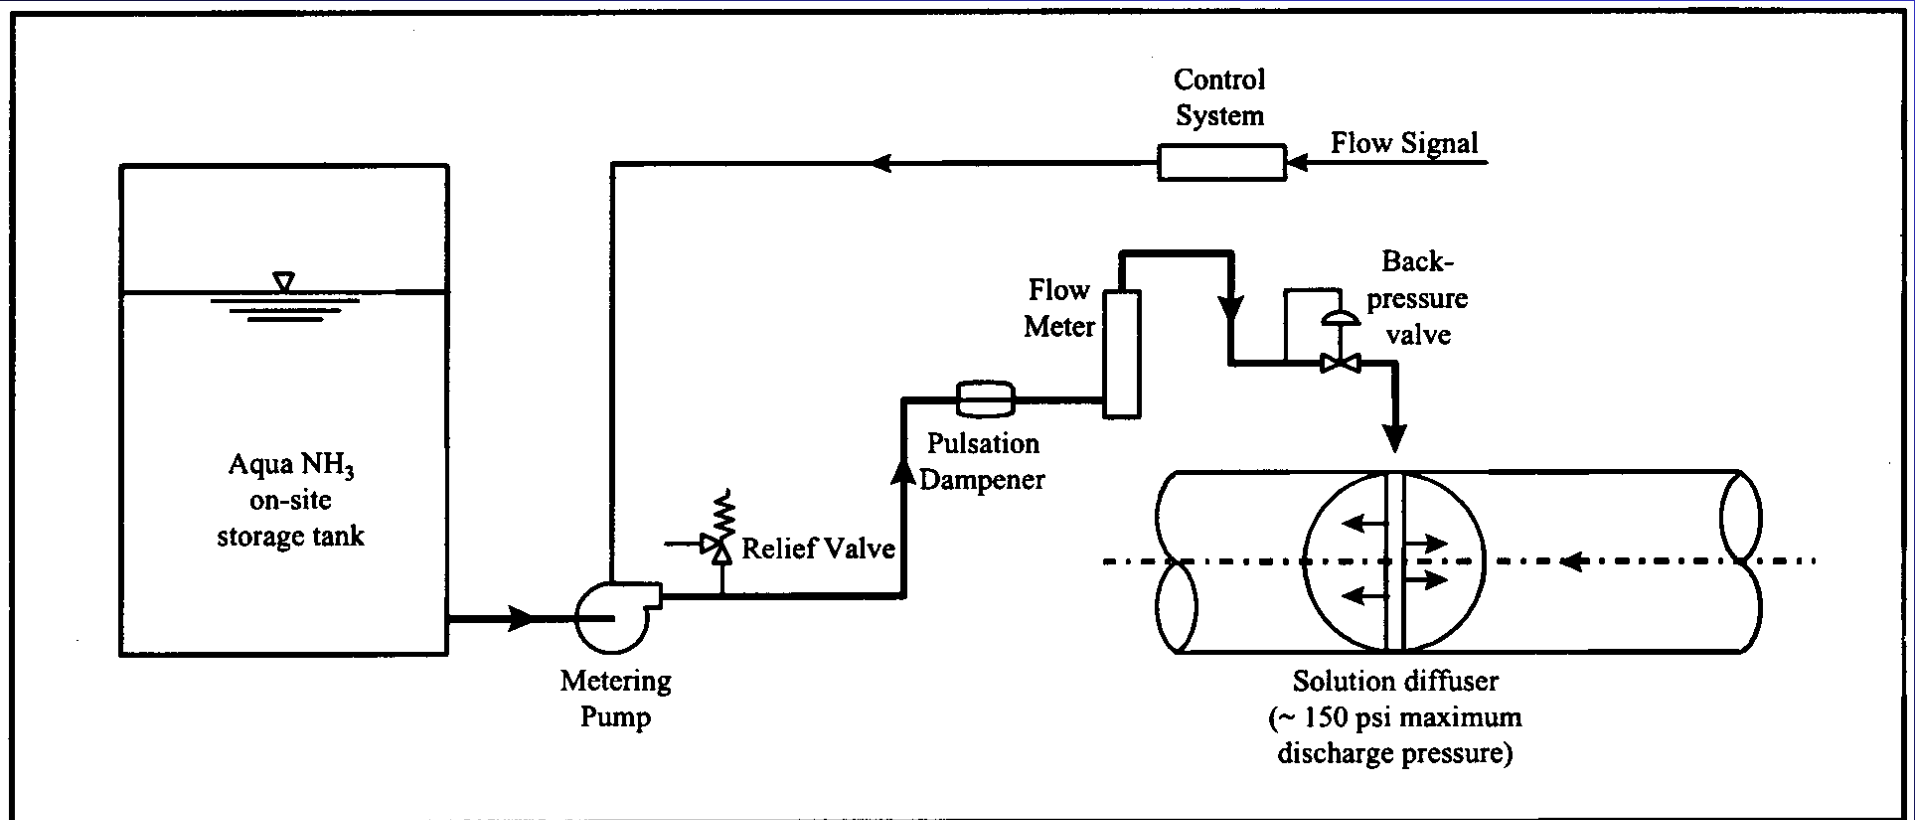 Control
System
Flow Signal
Back-
pressure
valve
Flow
Meter
Pulsation
Dampener
Aqua NH₃
on-site
storage tank
Relief Valve
Metering
Pump
Solution diffuser
(~ 150 psi maximum
discharge pressure)